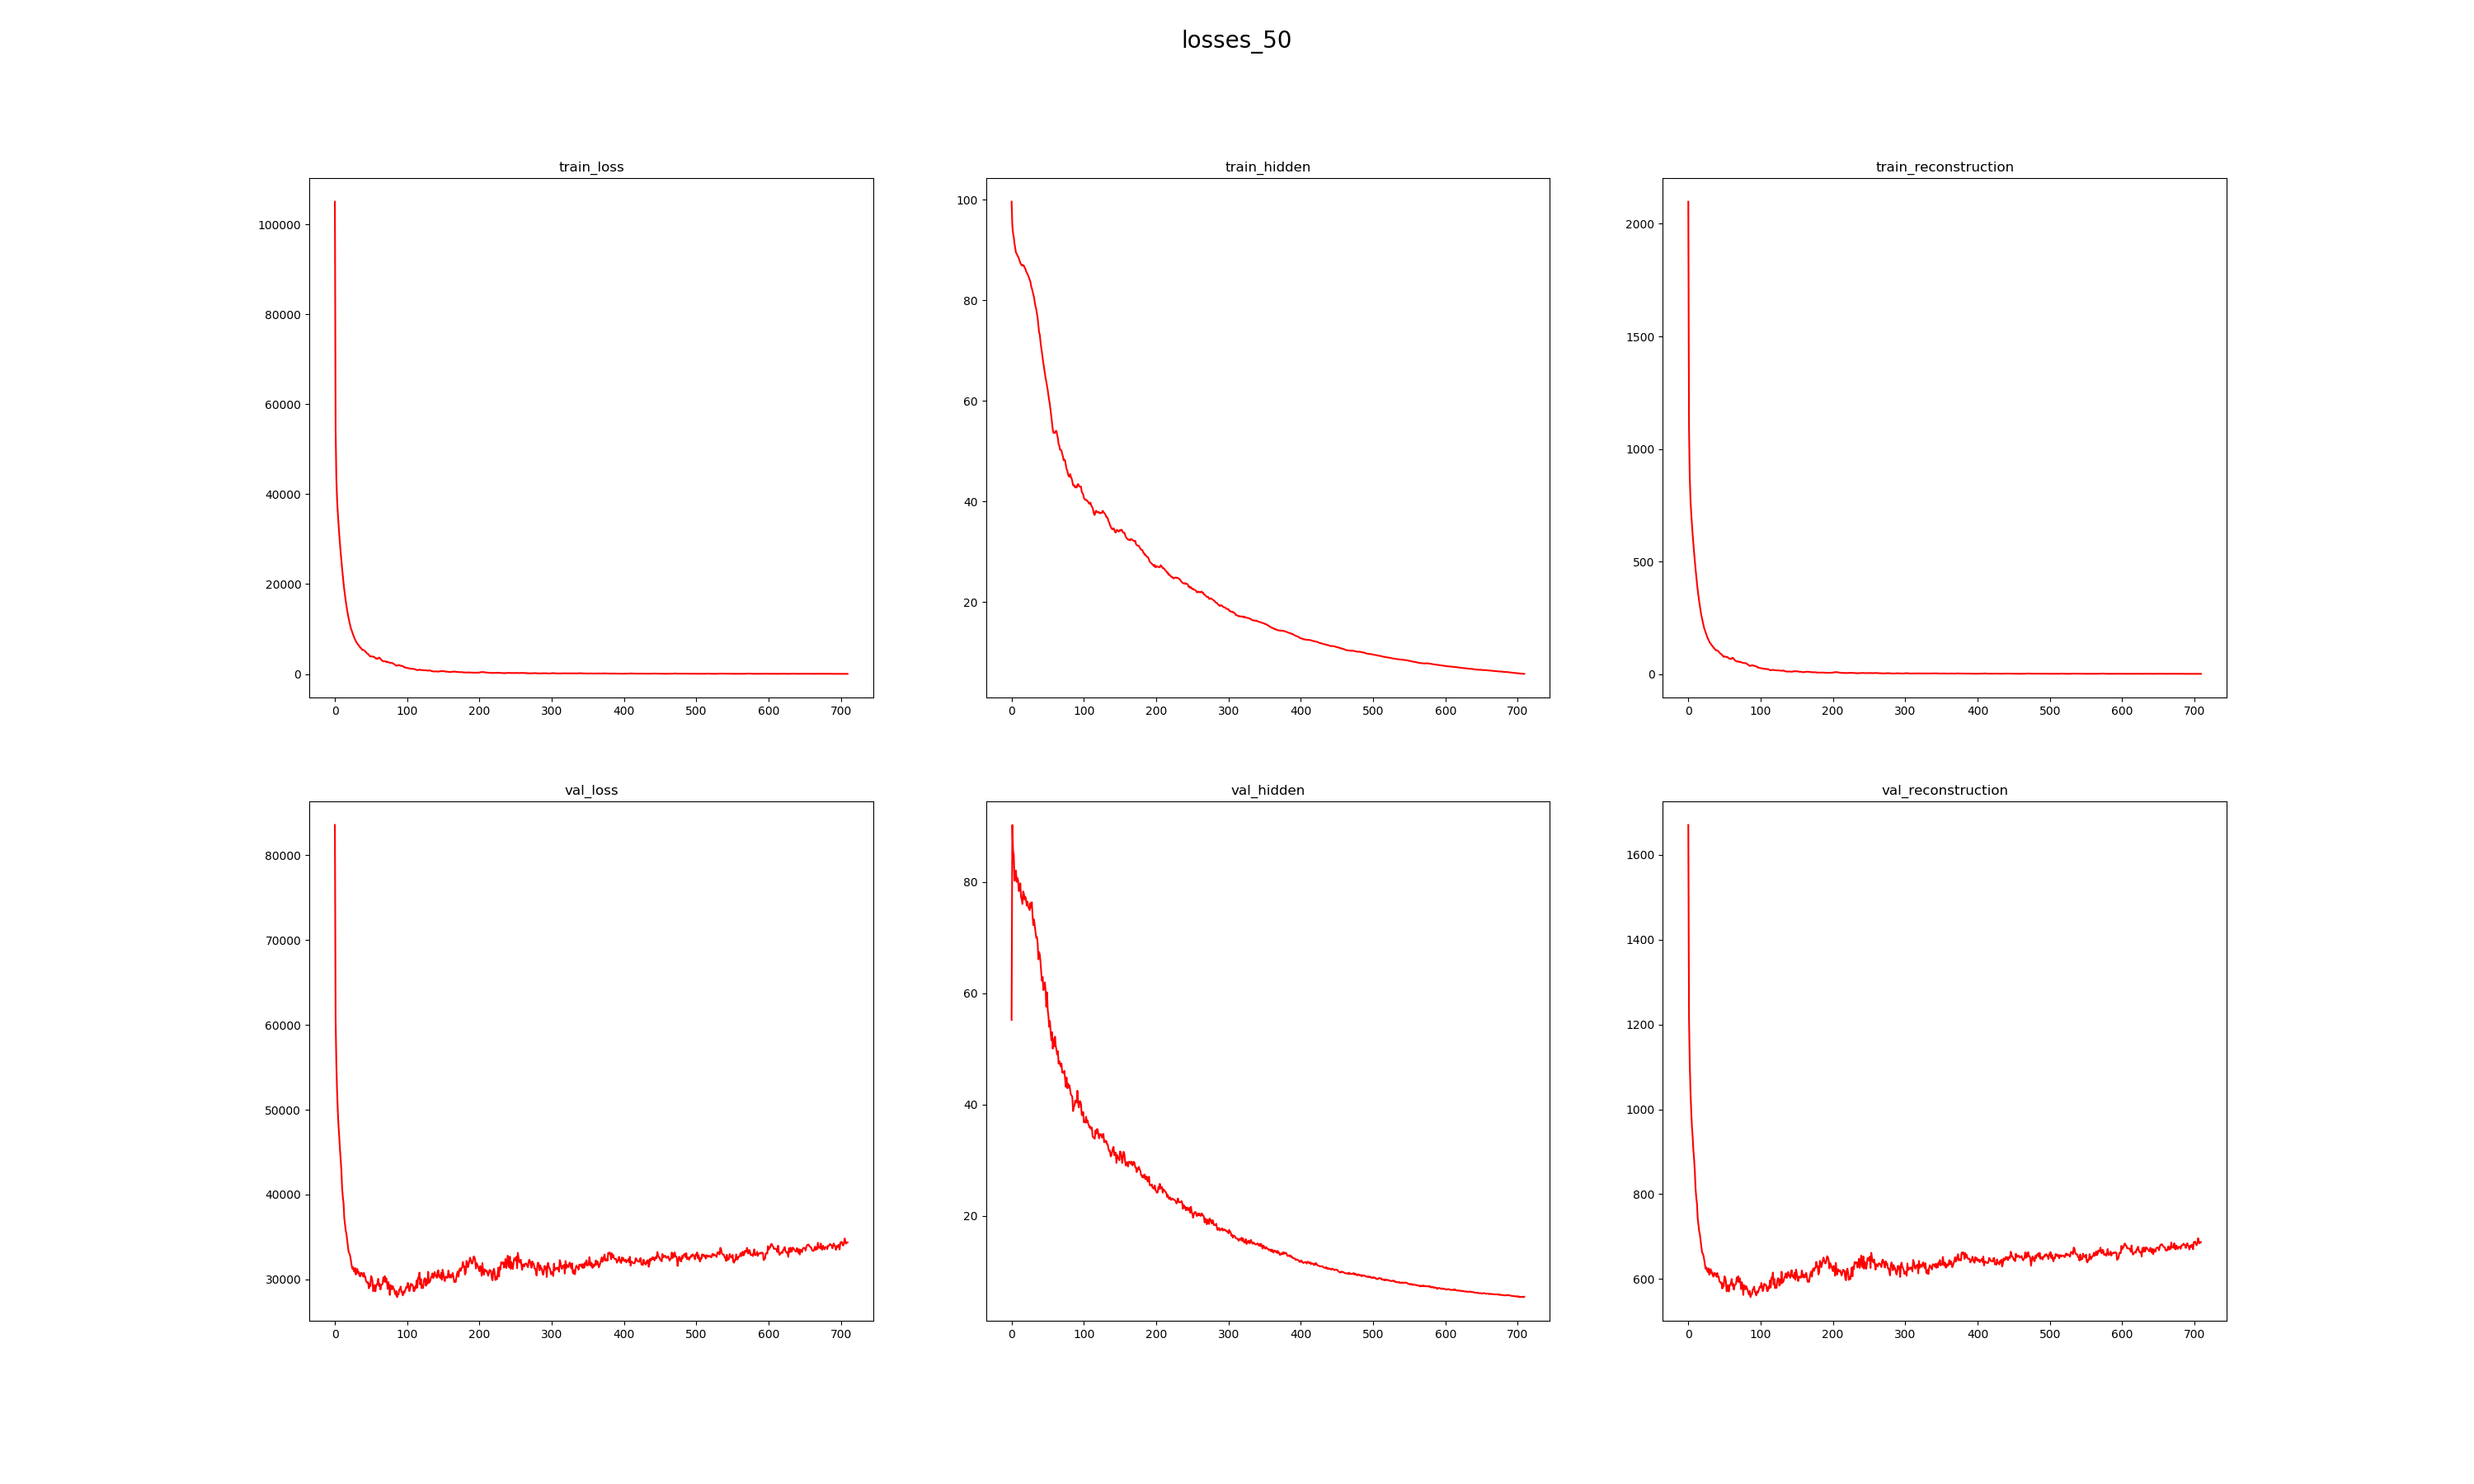 losses_50
train_loss
train_hidden
train_reconstruction
100000
80000
60000
40000
20000
0
0 100 200 300 400 500 600 700
100
80
60
40
20
0 100 200 300 400 500 600 700
2000
1500
1000
500
0
0 100 200 300 400 500 600 700
val_loss
val_hidden
val_reconstruction
80000
70000
60000
50000
40000
30000
0 100 200 300 400 500 600 700
80
60
40
20
0 100 200 300 400 500 600 700
1600
1400
1200
1000
800
600
0 100 200 300 400 500 600 700